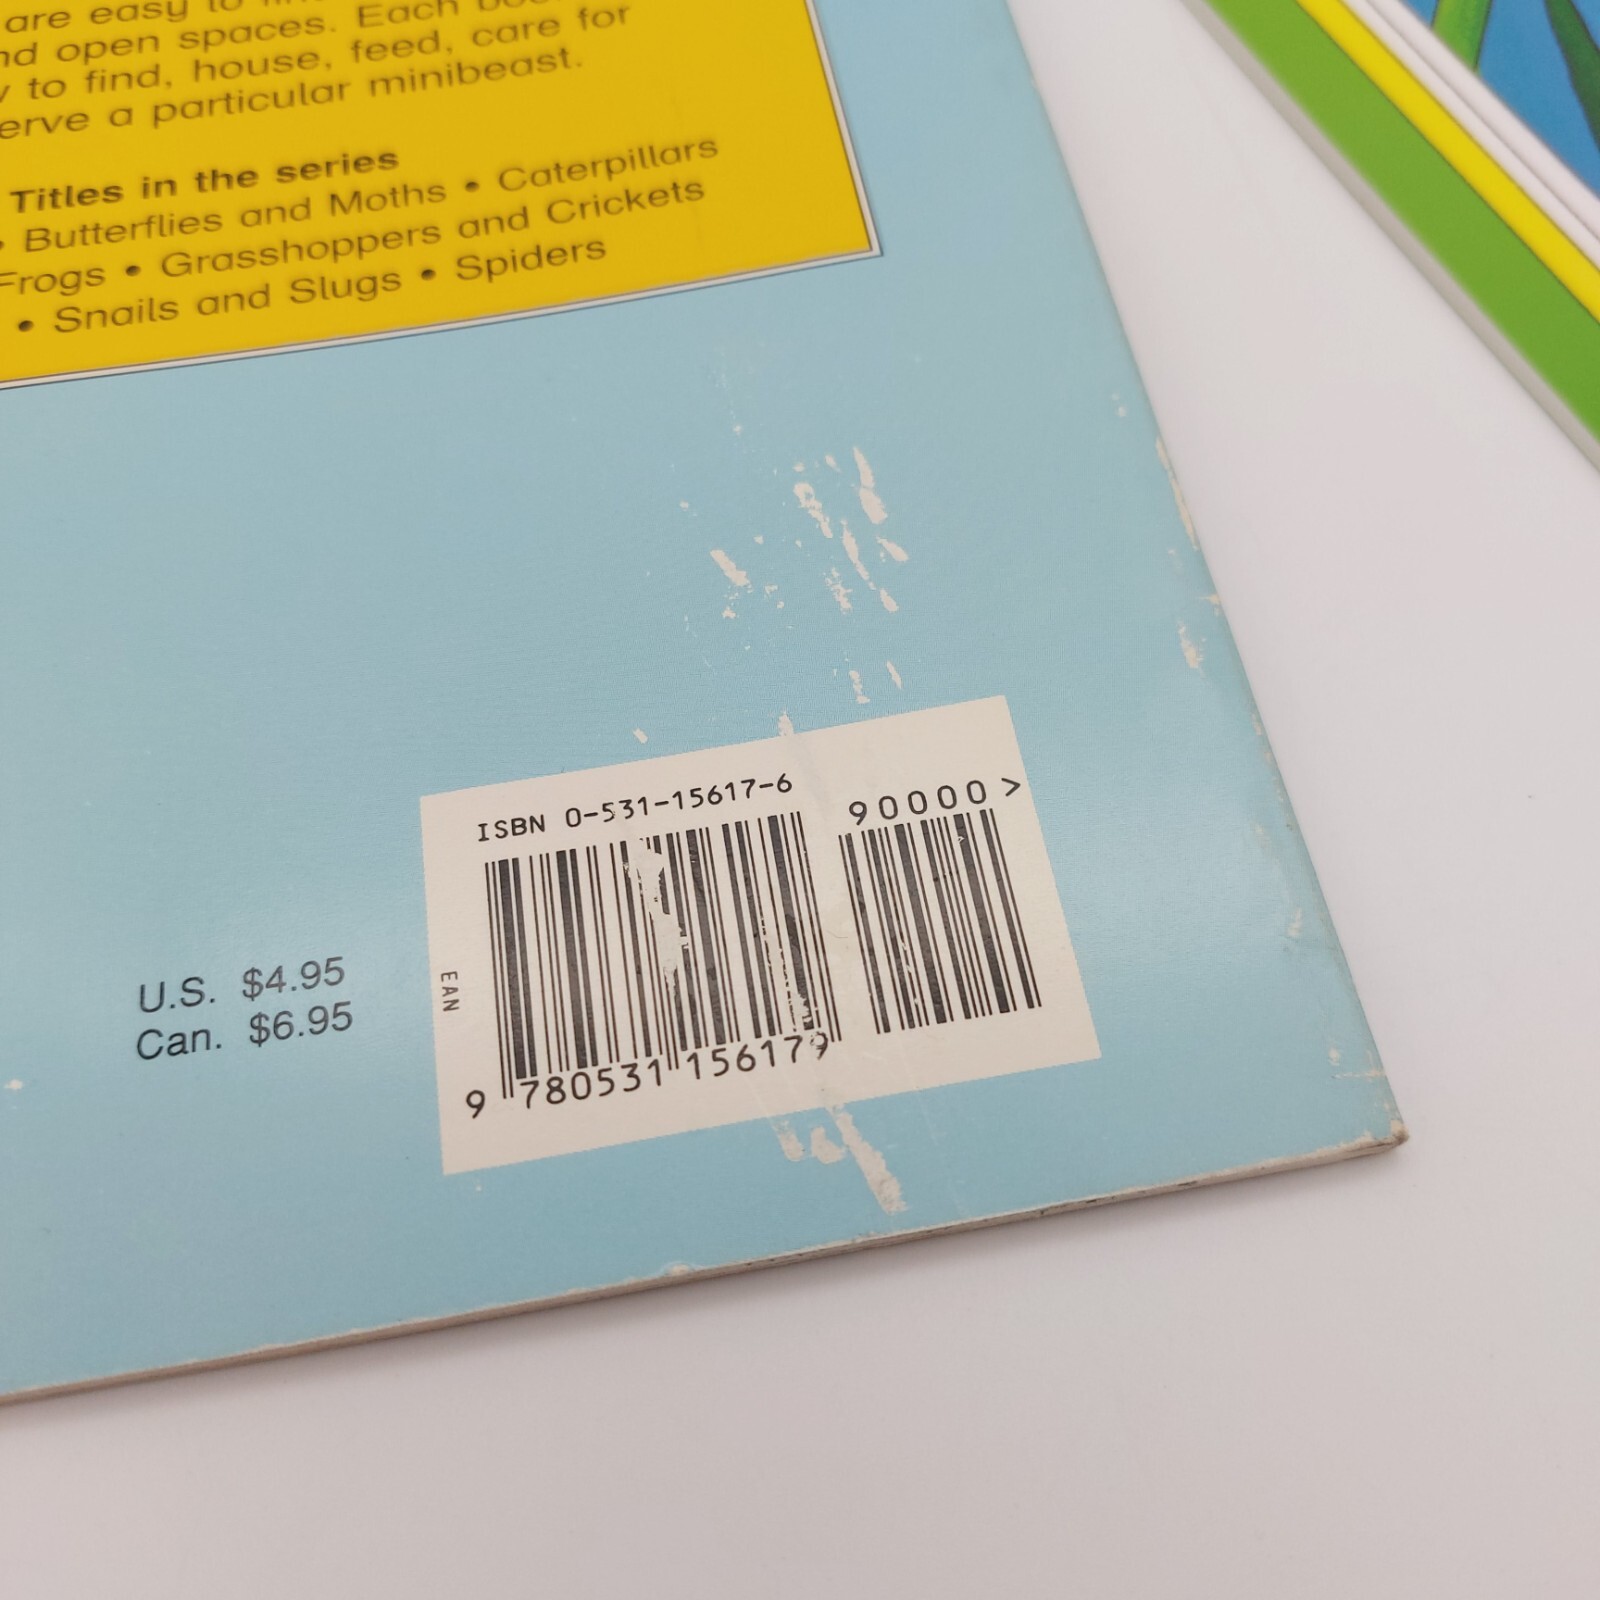 are easy to
nd open spaces. Each
to find, house, feed, care for
erve a particular minibeast.
Titles in the series
• Butterflies and Moths • Caterpillars
Frogs • Grasshoppers and Crickets
• Snails and Slugs • Spiders
ISBN 0-531-15617-6
90000 >
EAN
9 780531 156179
U.S. $4.95
Can. $6.95